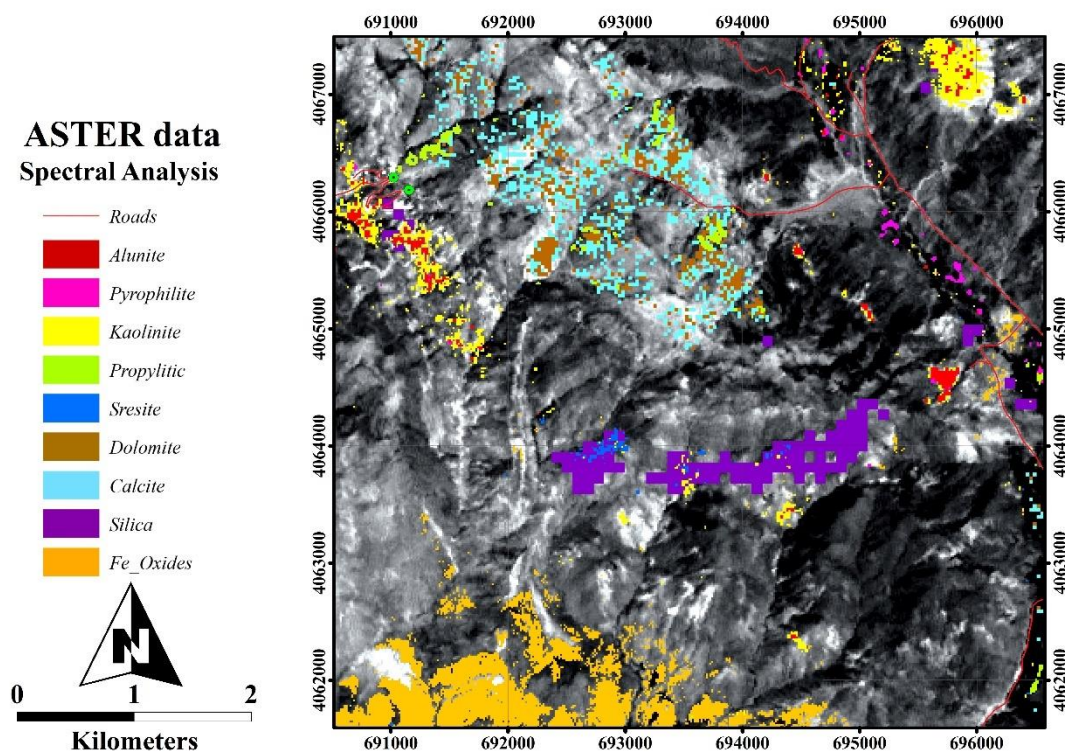 691000 692000 693000 694000 695000 696000
ASTER data
Spectral Analysis
Roads
Alunite
Pyrophilite
Kaolinite
Propylitic
Sresite
Dolomite
Calcite
Silica
Fe_Oxides
N
0 1 2
Kilometers
4067000
4066000
4065000
4064000
4063000
4062000
4067000
4066000
4065000
4064000
4063000
4062000
691000 692000 693000 694000 695000 696000